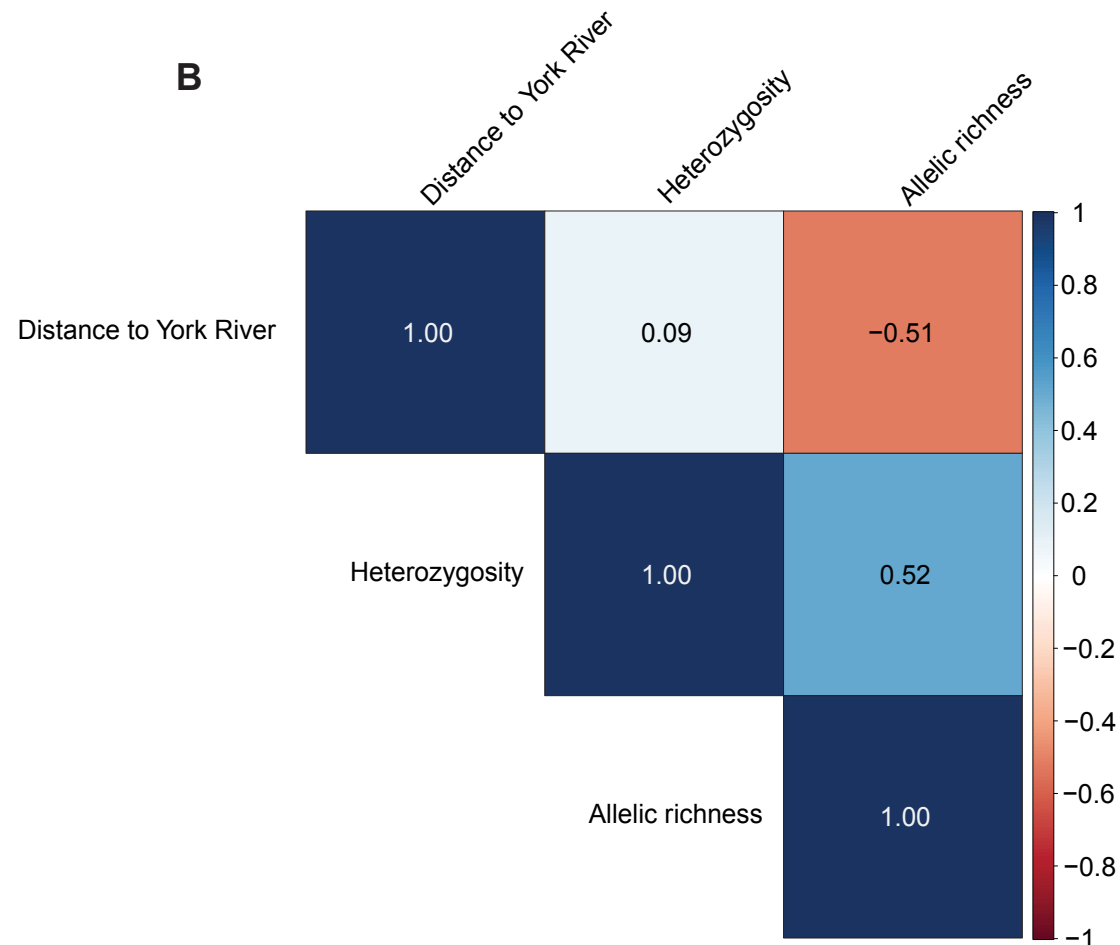 B
Distance to York River
Heterozygosity
Allelic richness
Distance to York River
1.00
0.09
−0.51
Heterozygosity
1.00
0.52
Allelic richness
1.00
1
0.8
0.6
0.4
0.2
0
−0.2
−0.4
−0.6
−0.8
−1